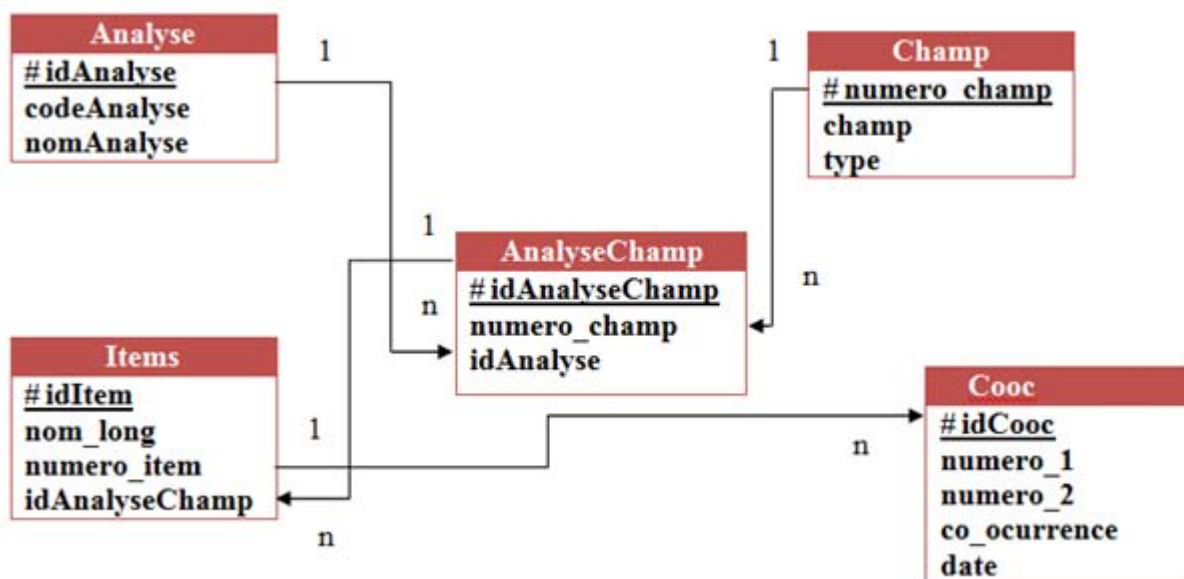 Analyse
#idAnalyse
codeAnalyse
nomAnalyse
1
1
Champ
#numero_champ
champ
type
1
n
n
AnalyseChamp
#idAnalyseChamp
numero_champ
idAnalyse
Items
#idItem
nom_long
numero_item
idAnalyseChamp
1
n
n
Cooc
#idCooc
numero_1
numero_2
co_ocurrence
date